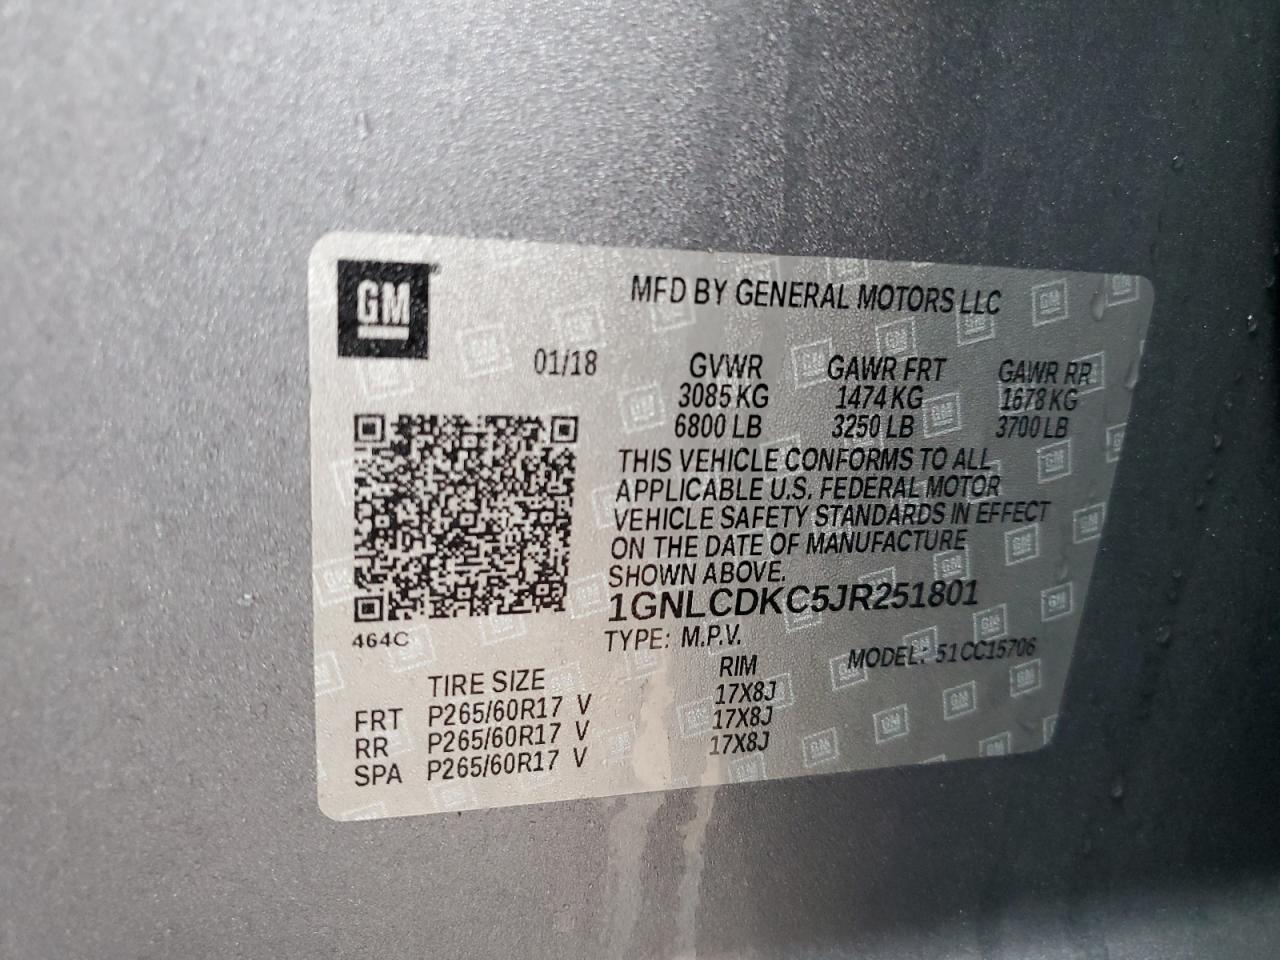 GM
MFD BY GENERAL MOTORS LLC
01/18 GVWR GAWR FRT GAWR RR
3085 KG 1474 KG 1678 KG
6800 LB 3250 LB 3700 LB
THIS VEHICLE CONFORMS TO ALL
APPLICABLE U.S. FEDERAL MOTOR
VEHICLE SAFETY STANDARDS IN EFFECT
ON THE DATE OF MANUFACTURE
SHOWN ABOVE.
1GNLCDKC5JR251801
464C
TYPE: M.P.V.
MODEL: 51CC15706
TIRE SIZE RIM
FRT P265/60R17 V 17X8J
RR P265/60R17 V 17X8J
SPA P265/60R17 V 17X8J